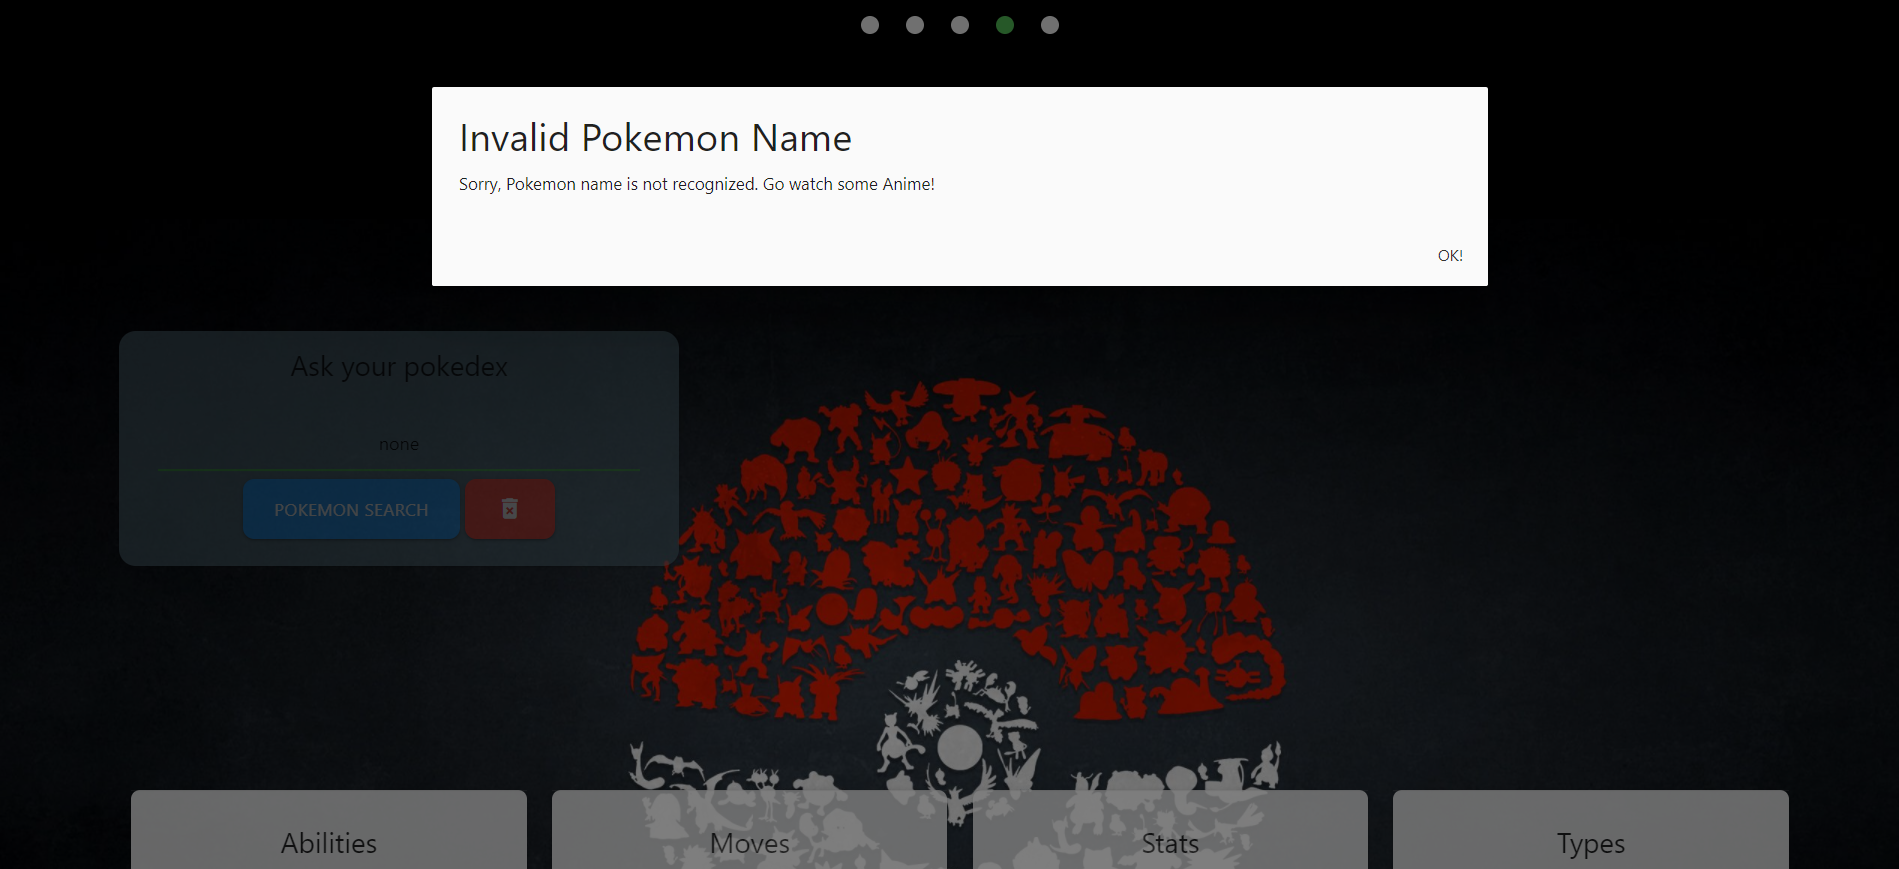 Invalid Pokemon Name
Sorry, Pokemon name is not recognized. Go watch some Anime!
OK!
Ask your pokedex
none
POKEMON SEARCH
Abilities
Moves
Stats
Types